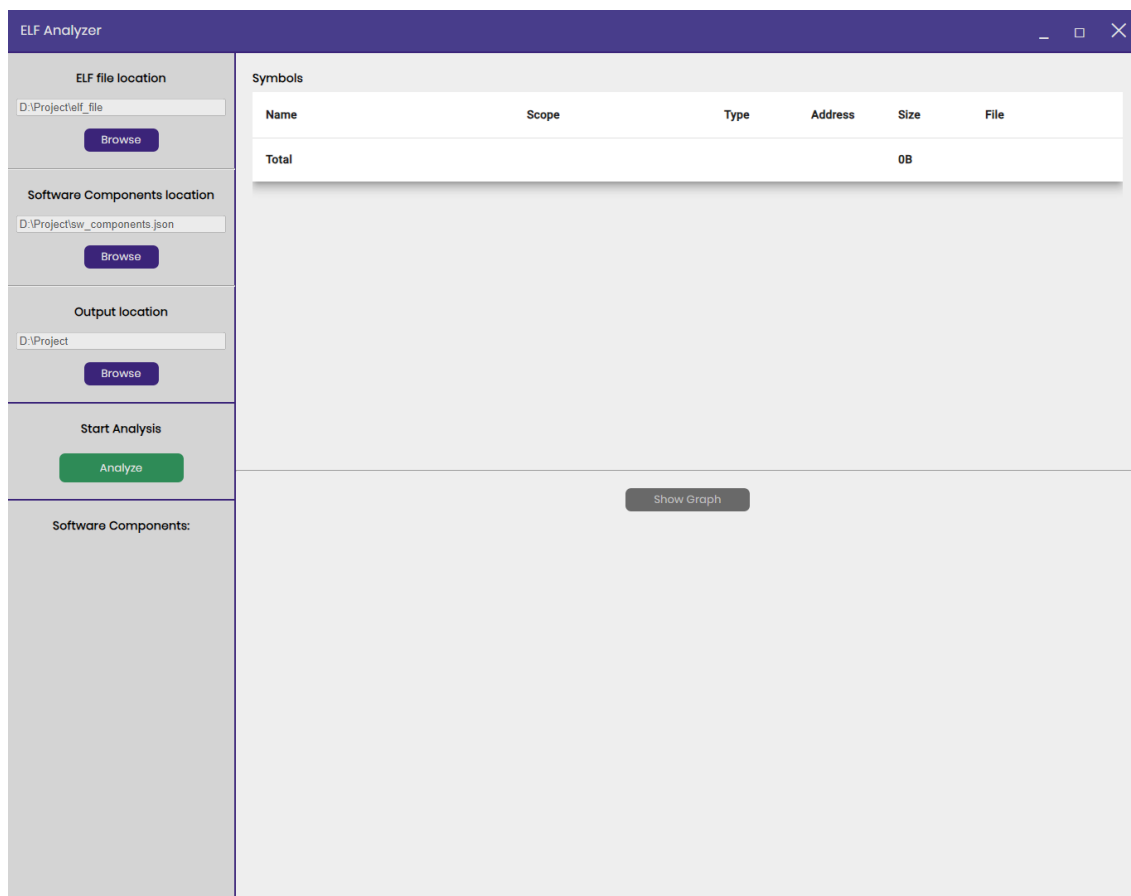 ELF Analyzer
ELF file location
D:\Project\elf_file
Browse
Software Components location
D:\Project\sw_components.json
Browse
Output location
D:\Project
Browse
Start Analysis
Analyze
Software Components:
Symbols
Name Scope Type Address Size File
Total 0B
Show Graph